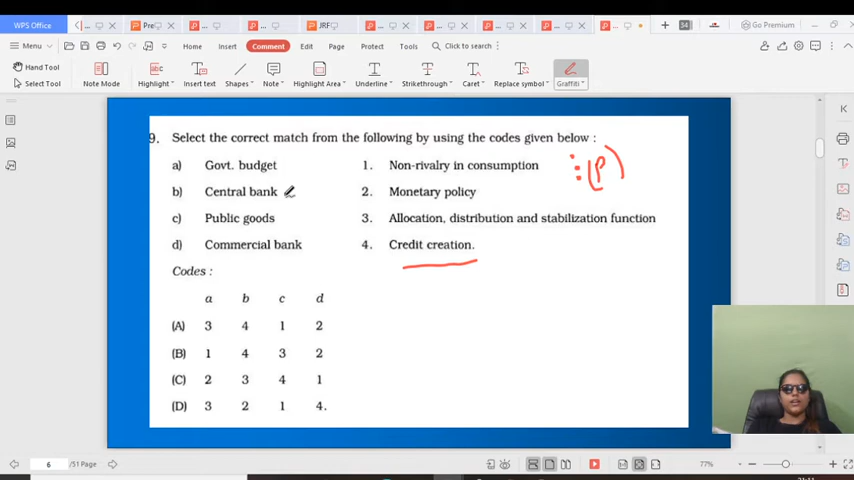 WPS Office Pre JRF 34 Go Premium
Menu Home Insert Comment Edit Page Protect Tools Click to search
Hand Tool
Select Tool Note Mode Highlight Insert text Shapes Note Highlight Area Underline Strikethrough Caret Replace symbol Graffiti
9. Select the correct match from the following by using the codes given below :
a) Govt. budget 1. Non-rivalry in consumption :(P)
b) Central bank 2. Monetary policy
c) Public goods 3. Allocation, distribution and stabilization function
d) Commercial bank 4. Credit creation.
Codes :
a b c d
(A) 3 4 1 2
(B) 1 4 3 2
(C) 2 3 4 1
(D) 3 2 1 4.
6 /51 Page 77%